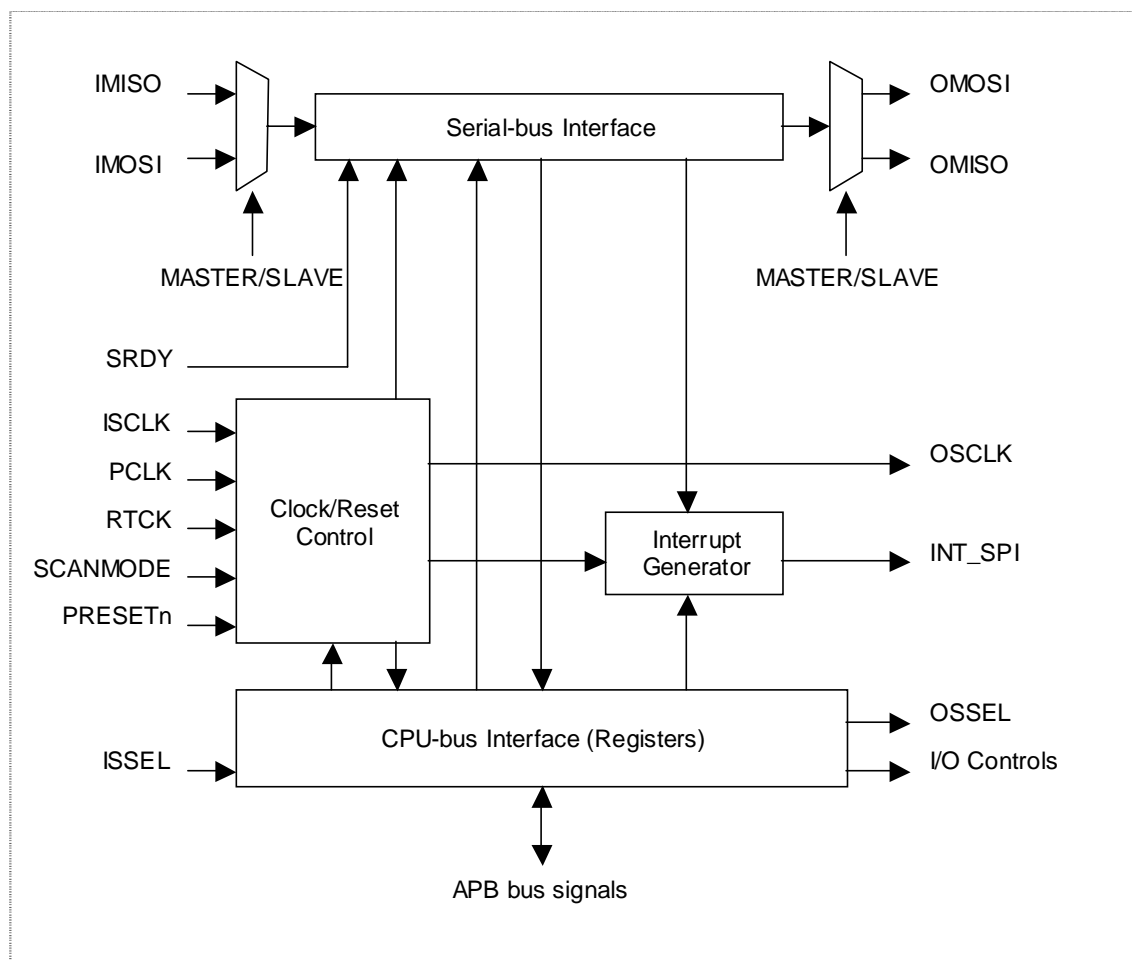 IMISO
OMOSI
Serial-bus Interface
IMOSI
OMISO
MASTER/SLAVE
MASTER/SLAVE
SRDY
ISCLK
OSCLK
PCLK
Clock/Reset
Control
RTCK
Interrupt
Generator
INT_SPI
SCANMODE
PRESETn
OSSEL
CPU-bus Interface (Registers)
ISSEL
I/O Controls
APB bus signals